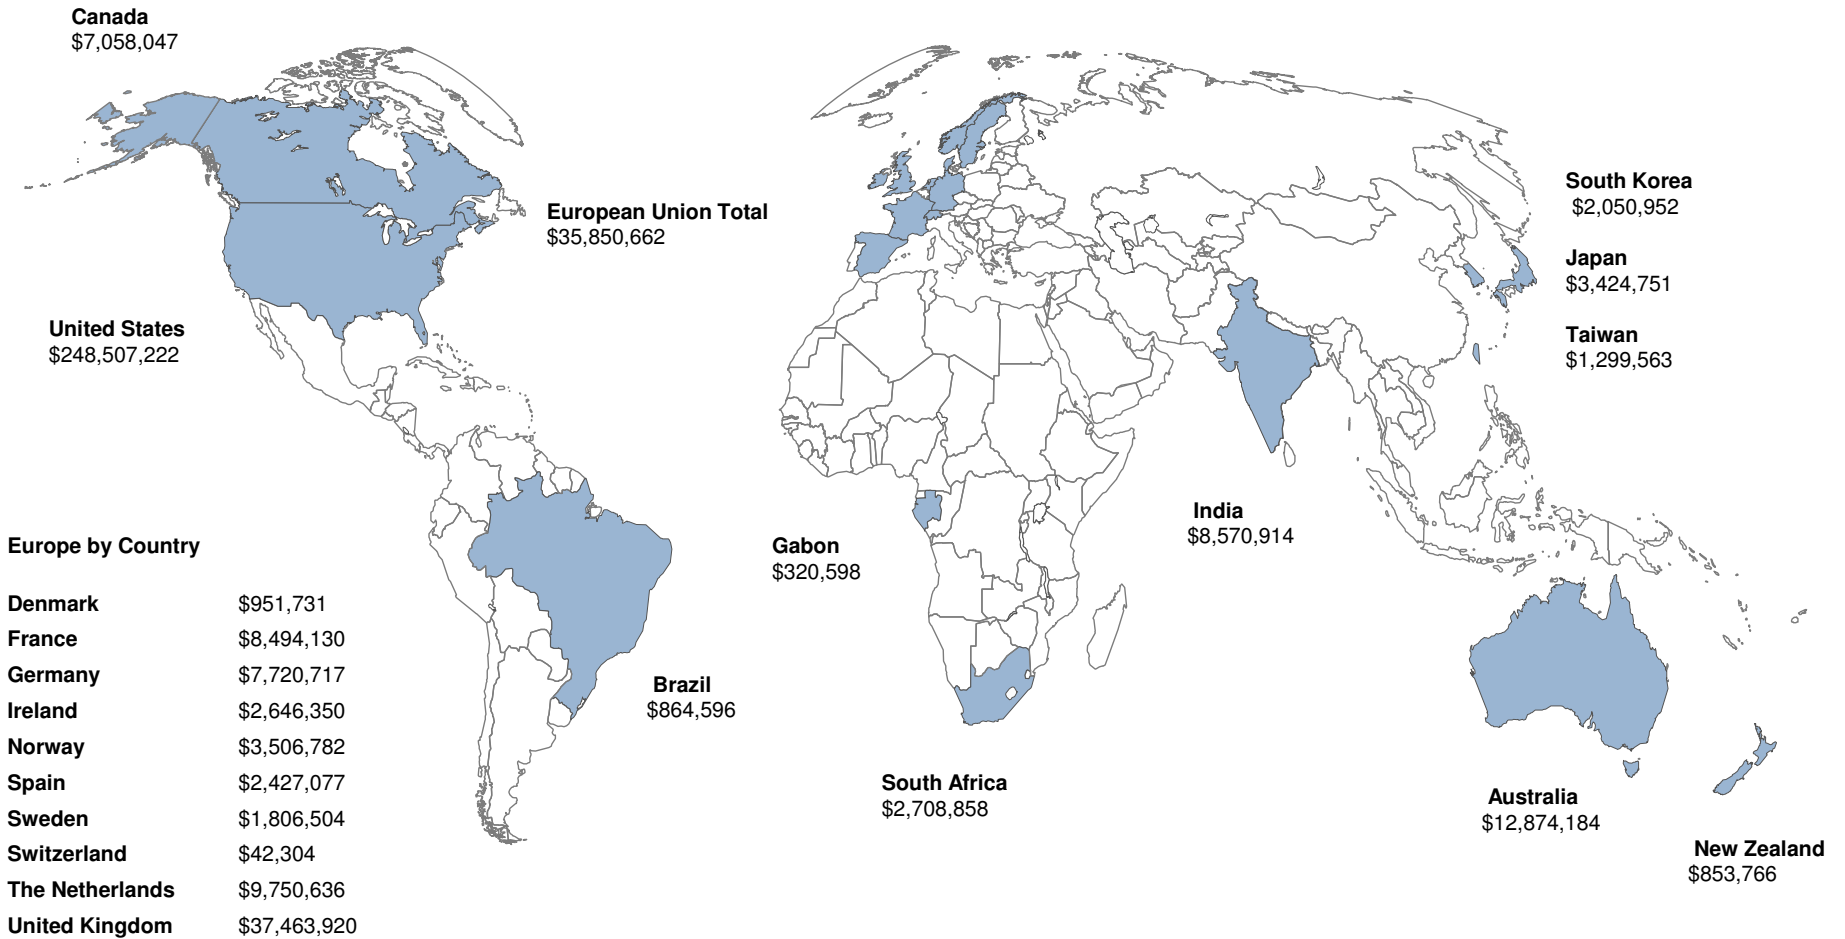 Canada
$7,058,047
European Union Total
$35,850,662
United States
$248,507,222
South Korea
$2,050,952
Japan
$3,424,751
Taiwan
$1,299,563
India
$8,570,914
Gabon
$320,598
Brazil
$864,596
South Africa
$2,708,858
Australia
$12,874,184
New Zealand
$853,766
Europe by Country
Denmark $951,731
France $8,494,130
Germany $7,720,717
Ireland $2,646,350
Norway $3,506,782
Spain $2,427,077
Sweden $1,806,504
Switzerland $42,304
The Netherlands $9,750,636
United Kingdom $37,463,920